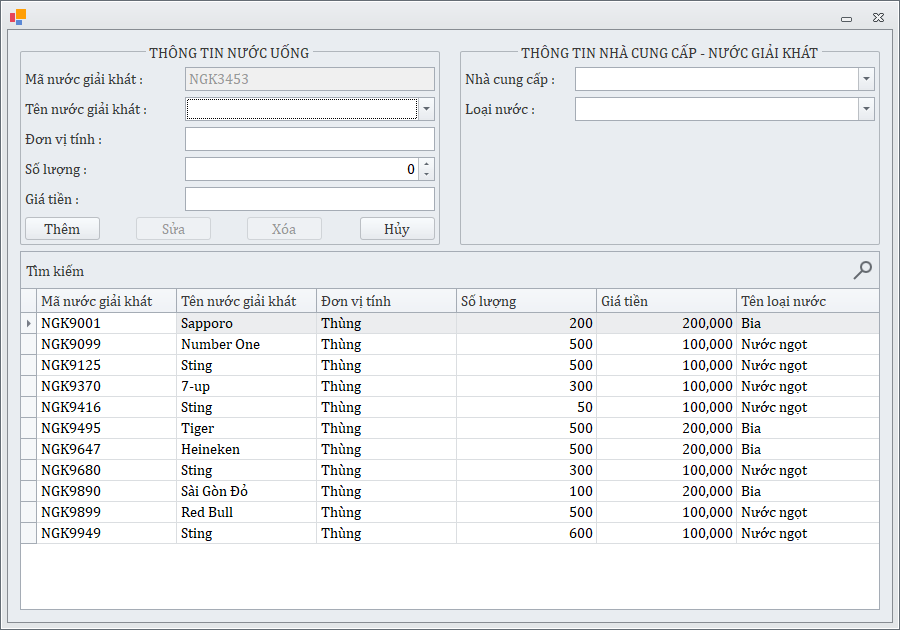 THÔNG TIN NƯỚC UỐNG
Mã nước giải khát : NGK3453
Tên nước giải khát :
Đơn vị tính :
Số lượng : 0
Giá tiền :
Thêm Sửa Xóa Hủy
THÔNG TIN NHÀ CUNG CẤP - NƯỚC GIẢI KHÁT
Nhà cung cấp :
Loại nước :
Tìm kiếm
Mã nước giải khát Tên nước giải khát Đơn vị tính Số lượng Giá tiền Tên loại nước
NGK9001 Sapporo Thùng 200 200,000 Bia
NGK9099 Number One Thùng 500 100,000 Nước ngọt
NGK9125 Sting Thùng 500 100,000 Nước ngọt
NGK9370 7-up Thùng 300 100,000 Nước ngọt
NGK9416 Sting Thùng 50 100,000 Nước ngọt
NGK9495 Tiger Thùng 500 200,000 Bia
NGK9647 Heineken Thùng 500 200,000 Bia
NGK9680 Sting Thùng 300 100,000 Nước ngọt
NGK9890 Sài Gòn Đỏ Thùng 100 200,000 Bia
NGK9899 Red Bull Thùng 500 100,000 Nước ngọt
NGK9949 Sting Thùng 600 100,000 Nước ngọt